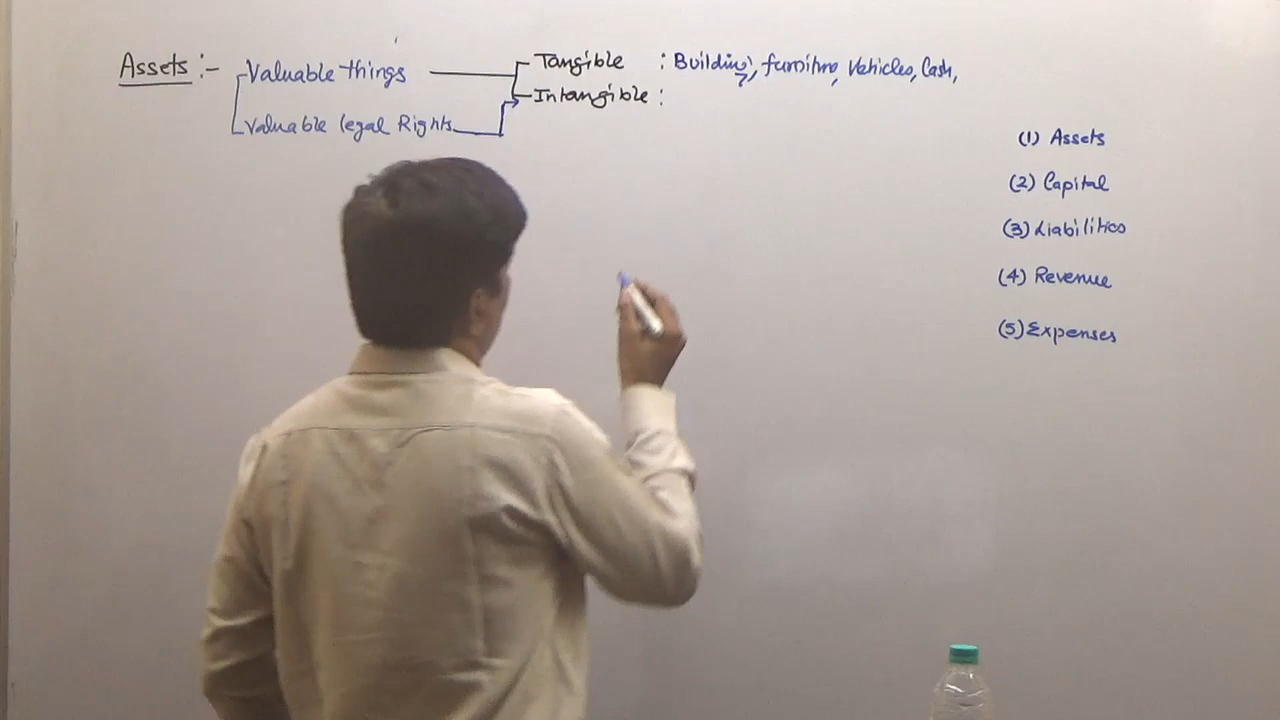 Assets :- Valuable things Tangible : Building, furniture, Vehicles, Cash,
Intangible :
Valuable legal Rights
(1) Assets
(2) Capital
(3) Liabilities
(4) Revenue
(5) Expenses